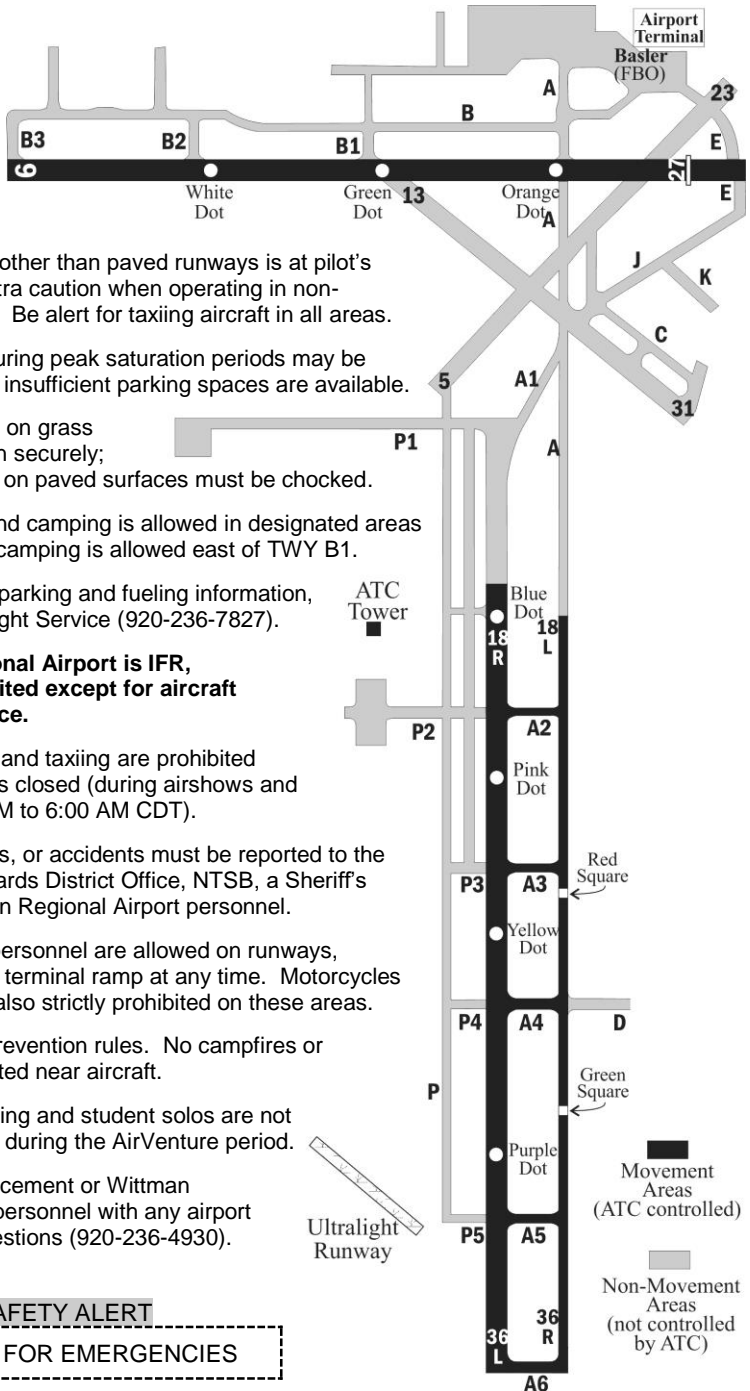 Airport
Terminal
Basler
(FBO)
A
23
B
B3
B2
B1
E
6
27
White
Dot
Green
Dot
13
Orange
Dot
A
E
J
K
C
other than paved runways is at pilot's
tra caution when operating in non-
Be alert for taxiing aircraft in all areas.
uring peak saturation periods may be
insufficient parking spaces are available.
5
A1
31
on grass
n securely;
on paved surfaces must be chocked.
P1
A
nd camping is allowed in designated areas
camping is allowed east of TWY B1.
parking and fueling information,
ght Service (920-236-7827).
ATC
Tower
Blue
Dot
18
R
18
L
onal Airport is IFR,
ited except for aircraft
ce.
P2
A2
and taxiing are prohibited
s closed (during airshows and
M to 6:00 AM CDT).
Pink
Dot
s, or accidents must be reported to the
ards District Office, NTSB, a Sheriff's
n Regional Airport personnel.
P3
A3
Red
Square
Yellow
Dot
personnel are allowed on runways,
terminal ramp at any time. Motorcycles
also strictly prohibited on these areas.
P4
A4
D
revention rules. No campfires or
ted near aircraft.
P
Green
Square
ing and student solos are not
during the AirVenture period.
Purple
Dot
cement or Wittman
personnel with any airport
estions (920-236-4930).
Ultralight
Runway
P5
A5
Movement
Areas
(ATC controlled)
Non-Movement
Areas
(not controlled
by ATC)
AFETY ALERT
FOR EMERGENCIES
36
L
36
R
A6